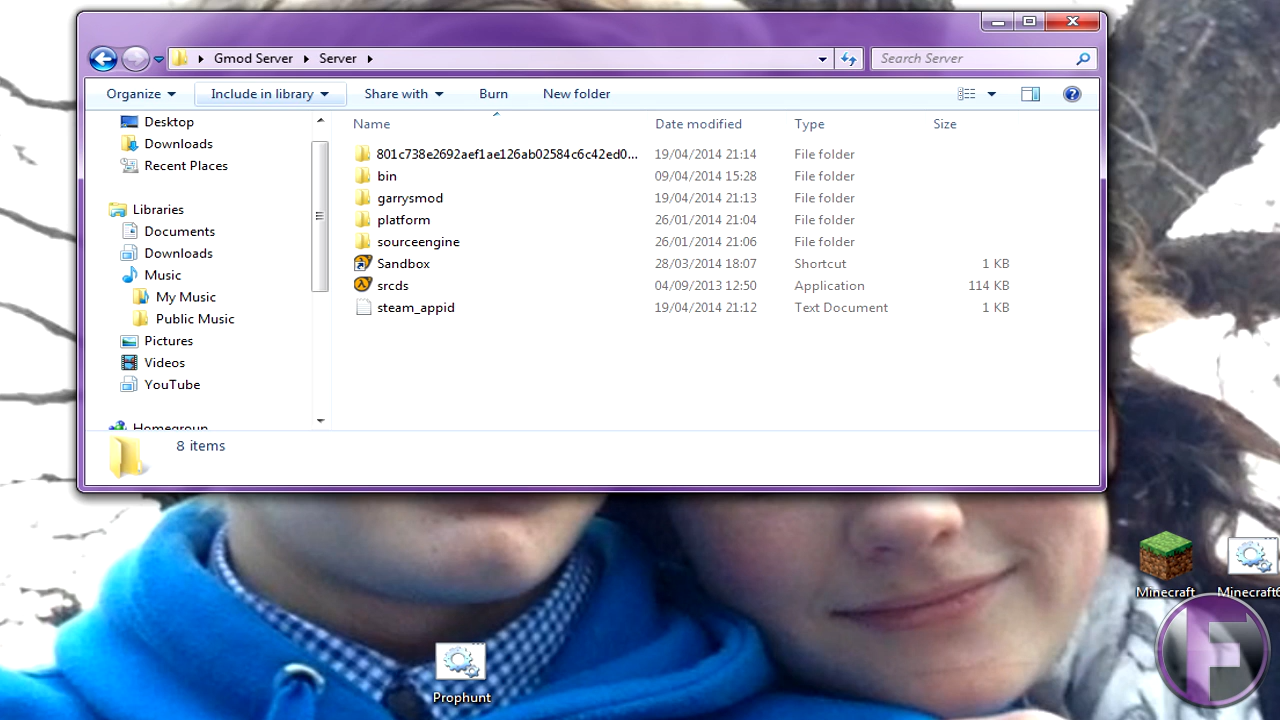 Gmod Server Server Search Server
Organize Include in library Share with Burn New folder
Name Date modified Type Size
Desktop
Downloads
Recent Places
Libraries
Documents
Downloads
Music
My Music
Public Music
Pictures
Videos
YouTube
Homegroup
801c738e2692aef1ae126ab02584c6c42ed0... 19/04/2014 21:14 File folder
bin 09/04/2014 15:28 File folder
garrysmod 19/04/2014 21:13 File folder
platform 26/01/2014 21:04 File folder
sourceengine 26/01/2014 21:06 File folder
Sandbox 28/03/2014 18:07 Shortcut 1 KB
srcds 04/09/2013 12:50 Application 114 KB
steam_appid 19/04/2014 21:12 Text Document 1 KB
8 items
Minecraft
Prophunt
F